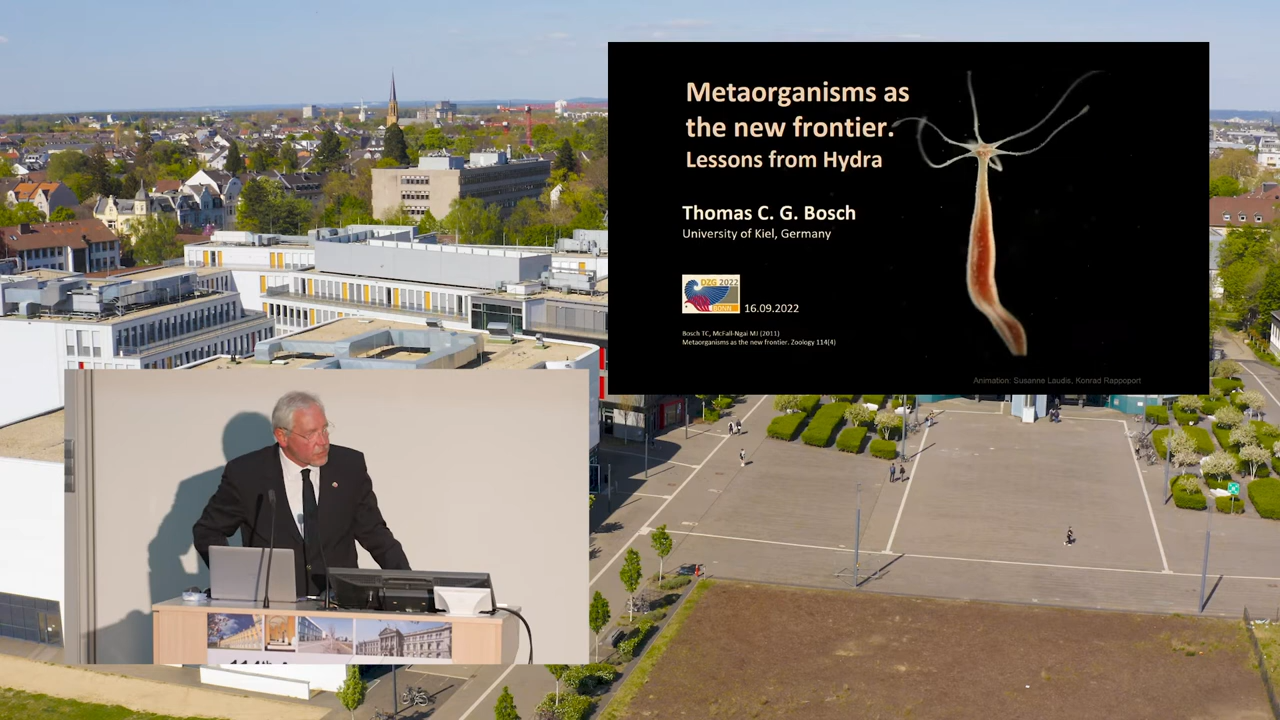 Metaorganisms as
the new frontier.
Lessons from Hydra
Thomas C. G. Bosch
University of Kiel, Germany
DZG 2022
BONN
16.09.2022
Bosch TC, McFall-Ngai MJ (2011)
Metaorganisms as the new frontier. Zoology 114(4)
Animation: Susanne Laudis, Konrad Rappoport